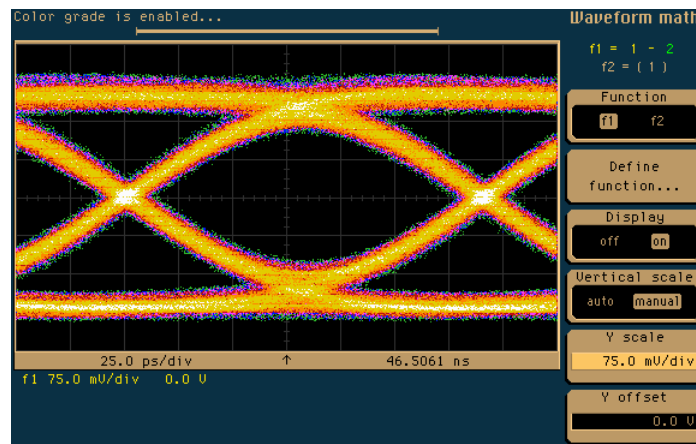 Color grade is enabled...
Waveform math
f1 = 1 - 2
f2 = ( 1 )
Function
f1 f2
Define
function...
Display
off on
Vertical scale
auto manual
Y scale
75.0 mV/div
Y offset
0.0 V
25.0 ps/div ↑ 46.5061 ns
f1 75.0 mV/div 0.0 V